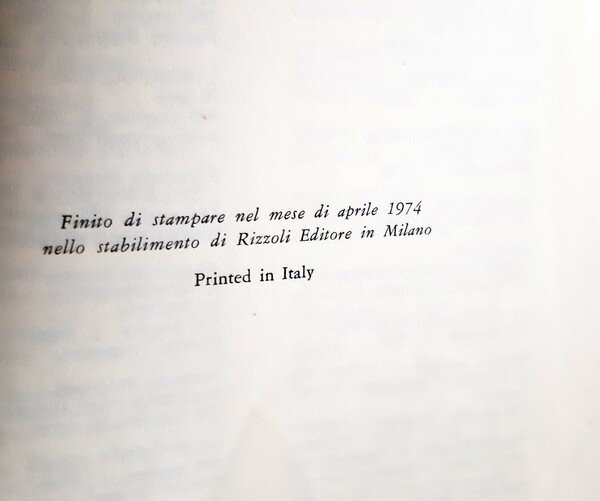 Finito di stampare nel mese di aprile 1974
nello stabilimento di Rizzoli Editore in Milano
Printed in Italy